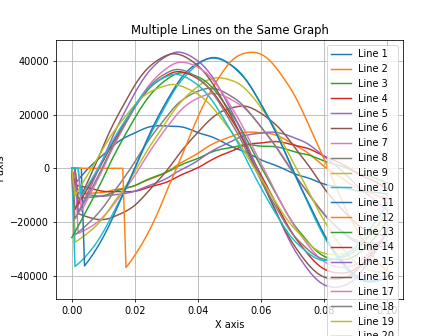 Multiple Lines on the Same Graph
40000
20000
0
−20000
−40000
0.00
0.02
0.04
0.06
X axis
Line 1
Line 2
Line 3
Line 4
Line 5
Line 6
Line 7
Line 8
Line 9
Line 10
Line 11
Line 12
Line 13
Line 14
Line 15
Line 16
Line 17
Line 18
Line 19
Line 20